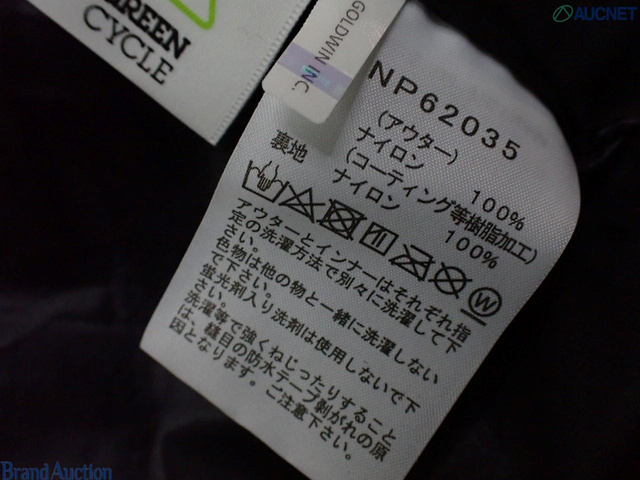 AUCNET
GREEN
CYCLE
GOLDWIN INC.
NP62035
(アウター)
ナイロン 100%
(コーティング等樹脂加工)
裏地 ナイロン 100%
アウターとインナーはそれぞれ指
定の洗濯方法で別々に洗濯して下
さい。
色物は他の物と一緒に洗濯しない
で下さい。
蛍光剤入り洗剤は使用しないで下
さい。
洗濯等で強くねじったりすること
は、縫目の防水テープ剥がれの原
因となります。ご注意下さい。
Brand Auction